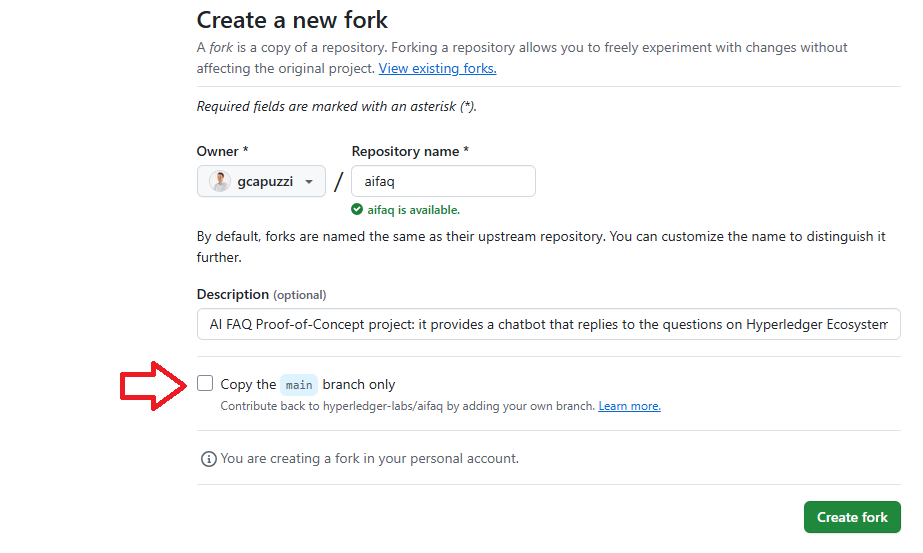 Create a new fork
A fork is a copy of a repository. Forking a repository allows you to freely experiment with changes without
affecting the original project. View existing forks.
Required fields are marked with an asterisk (*).
Owner * Repository name *
gcapuzzi / aifaq
aifaq is available.
By default, forks are named the same as their upstream repository. You can customize the name to distinguish it
further.
Description (optional)
AI FAQ Proof-of-Concept project: it provides a chatbot that replies to the questions on Hyperledger Ecosystem
Copy the main branch only
Contribute back to hyperledger-labs/aifaq by adding your own branch. Learn more.
You are creating a fork in your personal account.
Create fork